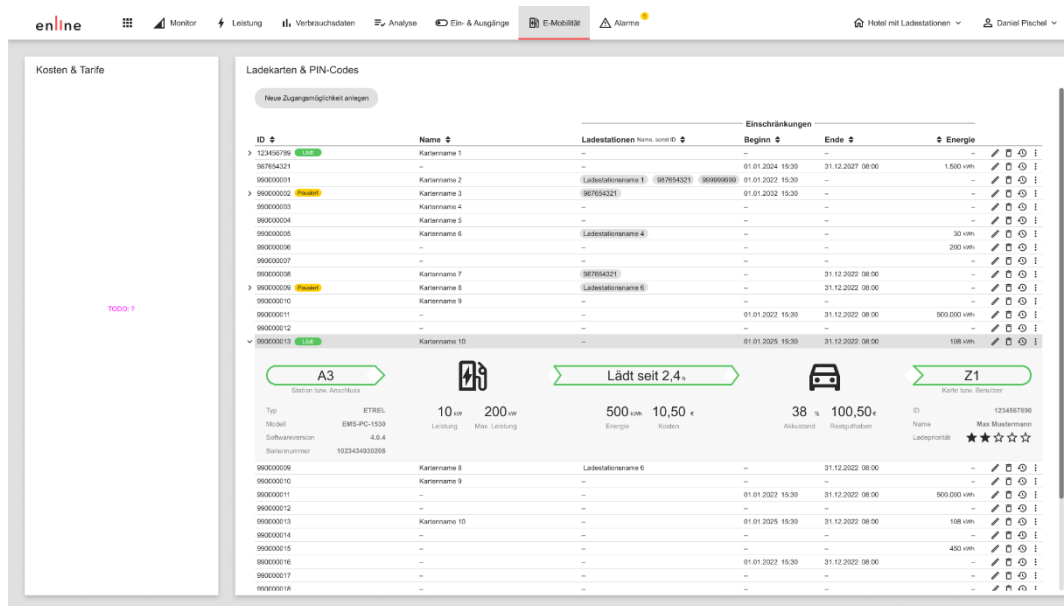 enline Monitor Leistung Verbrauchsdaten Analyse Ein- & Ausgänge E-Mobilität Alarme 1 Hotel mit Ladestationen Daniel Pischel
Kosten & Tarife
TODO: ?
Ladekarten & PIN-Codes
Neue Zugangsmöglichkeit anlegen
Einschränkungen
ID Name Ladestationen Name, sonst ID Beginn Ende Energie
123456789 Lädt Kartenname 1 – – – –
987654321 – – 01.01.2024 15:30 31.12.2027 08:00 1.500 kWh
990000001 Kartenname 2 Ladestationsname 1 987654321 999999999 01.01.2022 15:30 – –
990000002 Pausiert Kartenname 3 987654321 01.01.2032 15:30 – –
990000003 Kartenname 4 – – – –
990000004 Kartenname 5 – – – –
990000005 Kartenname 6 Ladestationsname 4 – – 30 kWh
990000006 – – – – 200 kWh
990000007 – – – – –
990000008 Kartenname 7 987654321 – 31.12.2022 08:00 –
990000009 Pausiert Kartenname 8 Ladestationsname 6 – 31.12.2022 08:00 –
990000010 Kartenname 9 – – – –
990000011 – – 01.01.2022 15:30 31.12.2022 08:00 500.000 kWh
990000012 – – – – –
990000013 Lädt Kartenname 10 – 01.01.2025 15:30 31.12.2022 08:00 108 kWh
A3 Lädt seit 2,4 h Z1
Station bzw. Anschluss Karte bzw. Benutzer
Typ ETREL 10 kW 200 kW 500 kWh 10,50 € 38 % 100,50 € ID 1234567890
Modell EMS-PC-1530 Leistung Max. Leistung Energie Kosten Akkustand Restguthaben Name Max Mustermann
Softwareversion 4.0.4 Ladepriorität
Seriennummer 1023434930208
990000009 Kartenname 8 Ladestationsname 6 – 31.12.2022 08:00 –
990000010 Kartenname 9 – – – –
990000011 – – 01.01.2022 15:30 31.12.2022 08:00 500.000 kWh
990000012 – – – – –
990000013 Kartenname 10 – 01.01.2025 15:30 31.12.2022 08:00 108 kWh
990000014 – – – – –
990000015 – – – – 450 kWh
990000016 – – 01.01.2022 15:30 31.12.2022 08:00 –
990000017 – – – – –
990000018 – – – – –